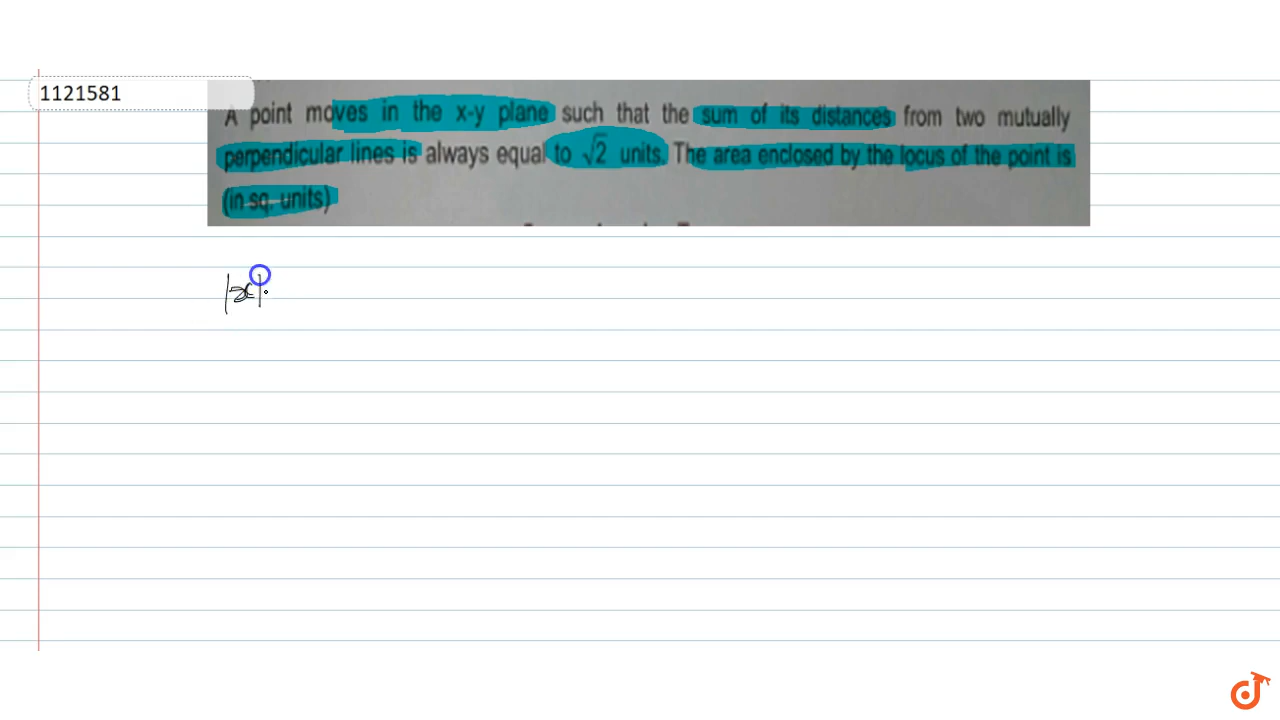 1121581
A point moves in the x-y plane such that the sum of its distances from two mutually
perpendicular lines is always equal to √2 units. The area enclosed by the locus of the point is
(in sq. units)
|x|